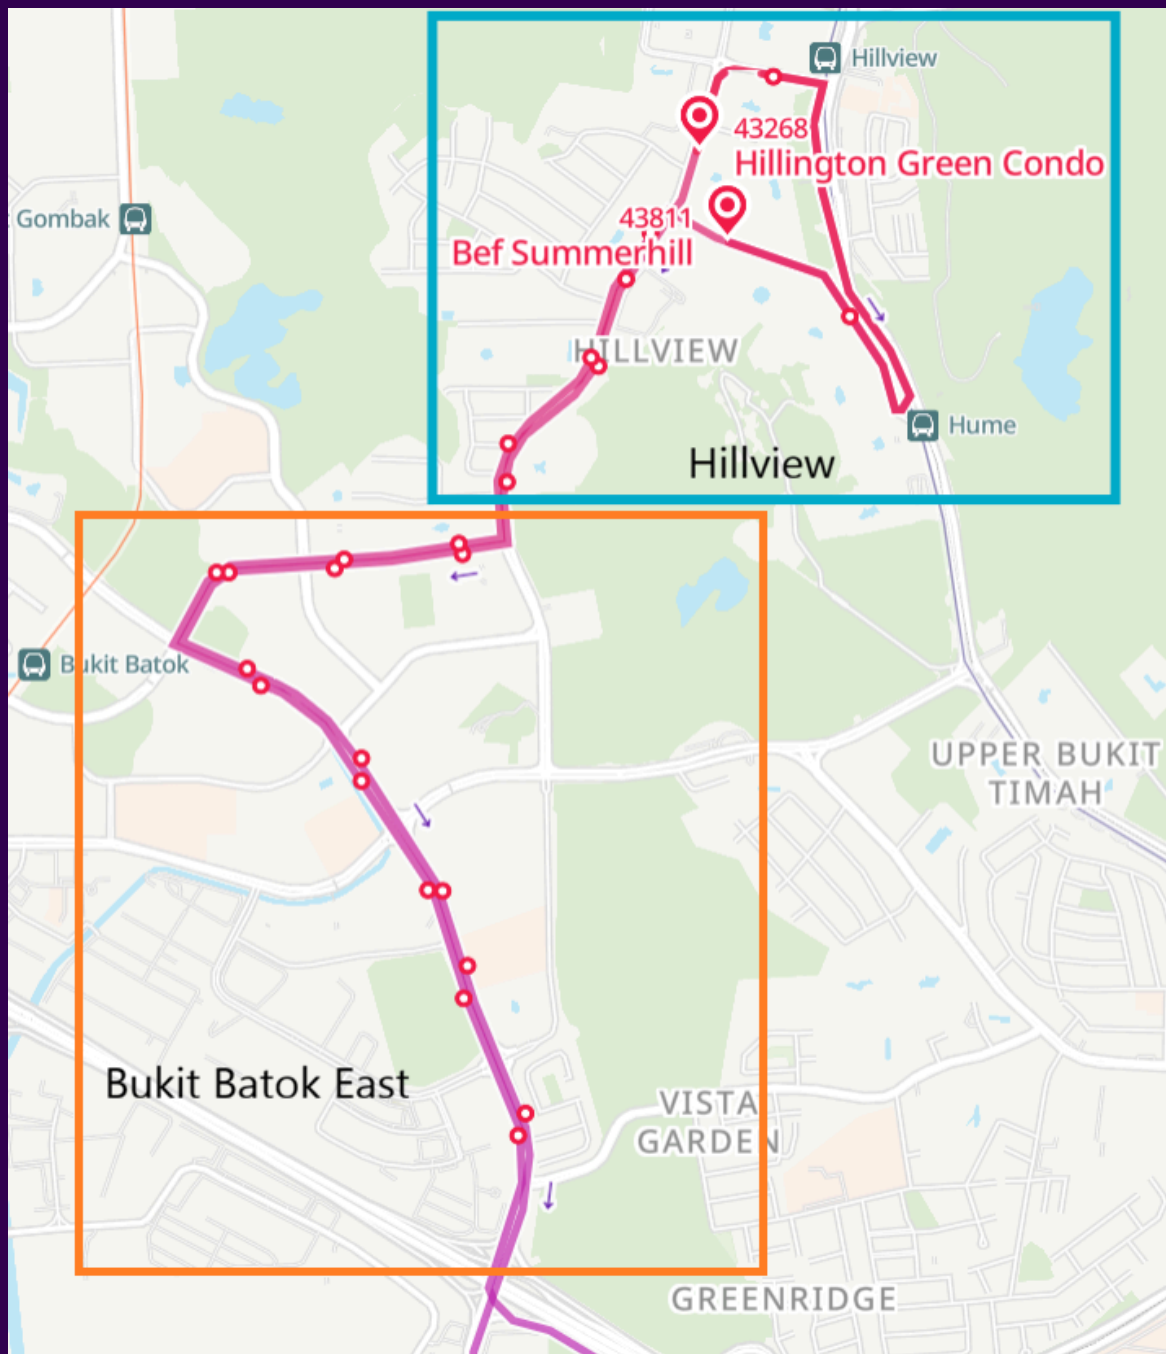 Hillview
43268
Hillington Green Condo
Gombak
43811
Bef Summerhill
HILLVIEW
Hume
Hillview
Bukit Batok
UPPER BUKIT
TIMAH
Bukit Batok East
VISTA
GARDEN
GREENRIDGE